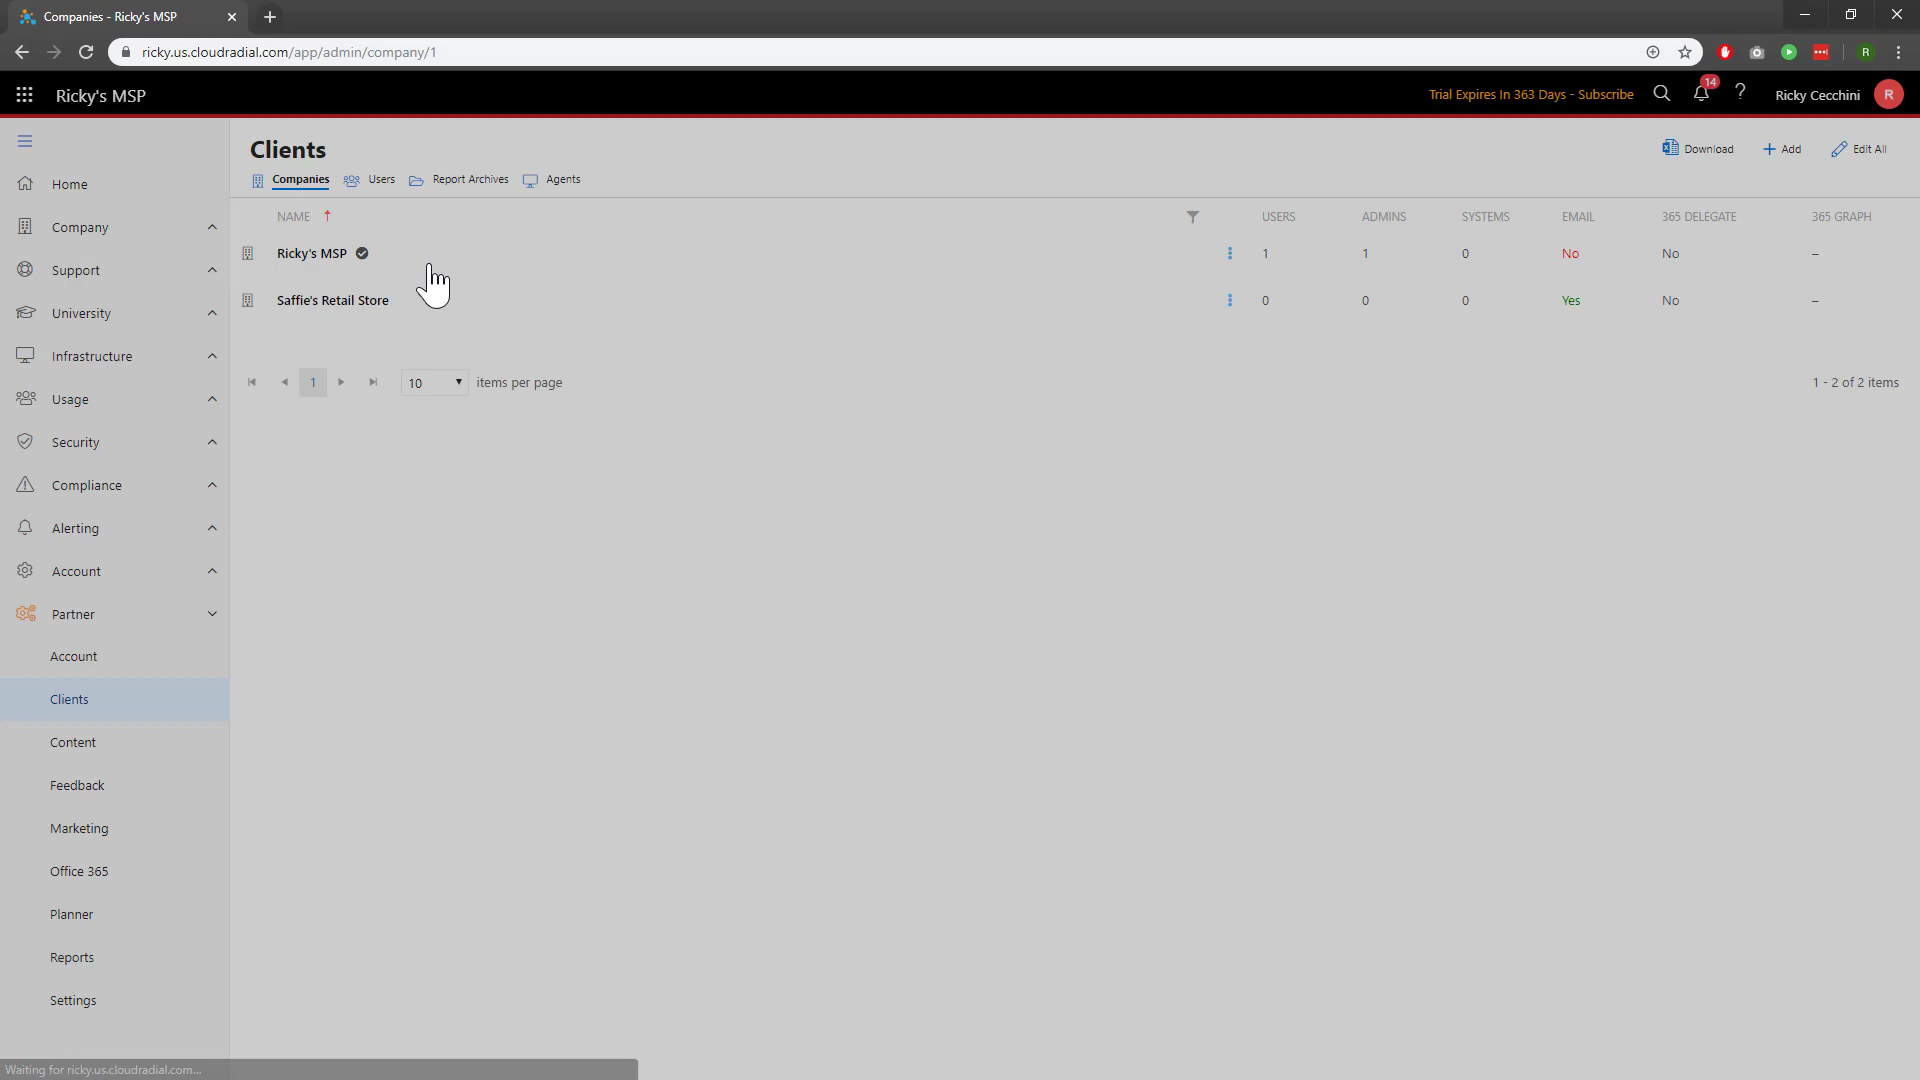 Companies - Ricky's MSP
ricky.us.cloudradial.com/app/admin/company/1
R
Ricky's MSP
Trial Expires In 363 Days - Subscribe
14
?
Ricky Cecchini
R
Home
Company
Support
University
Infrastructure
Usage
Security
Compliance
Alerting
Account
Partner
Account
Clients
Content
Feedback
Marketing
Office 365
Planner
Reports
Settings
Clients
Download
Add
Edit All
Companies Users Report Archives Agents
NAME USERS ADMINS SYSTEMS EMAIL 365 DELEGATE 365 GRAPH
Ricky's MSP 1 1 0 No No –
Saffie's Retail Store 0 0 0 Yes No –
1 10 items per page 1 - 2 of 2 items
Waiting for ricky.us.cloudradial.com...